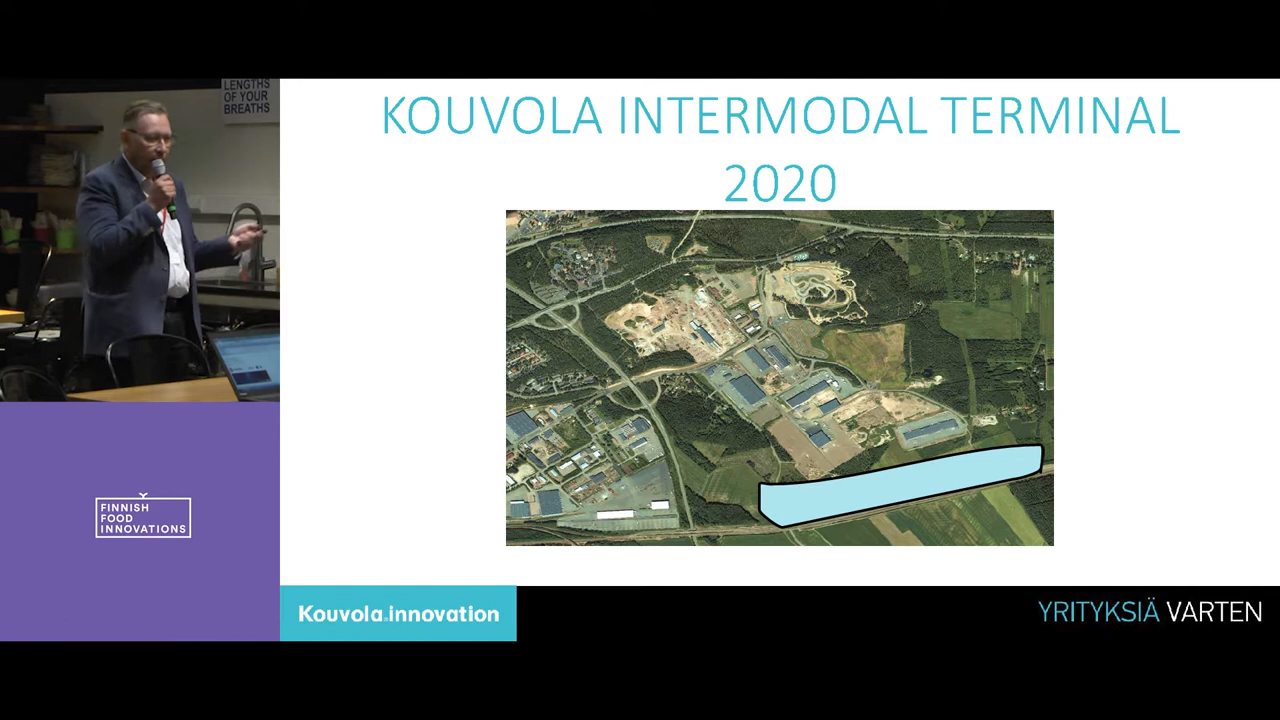 LENGTHS
OF YOUR
BREATHS
KOUVOLA INTERMODAL TERMINAL
2020
FINNISH
FOOD
INNOVATIONS
Kouvola.innovation
YRITYKSIÄ VARTEN